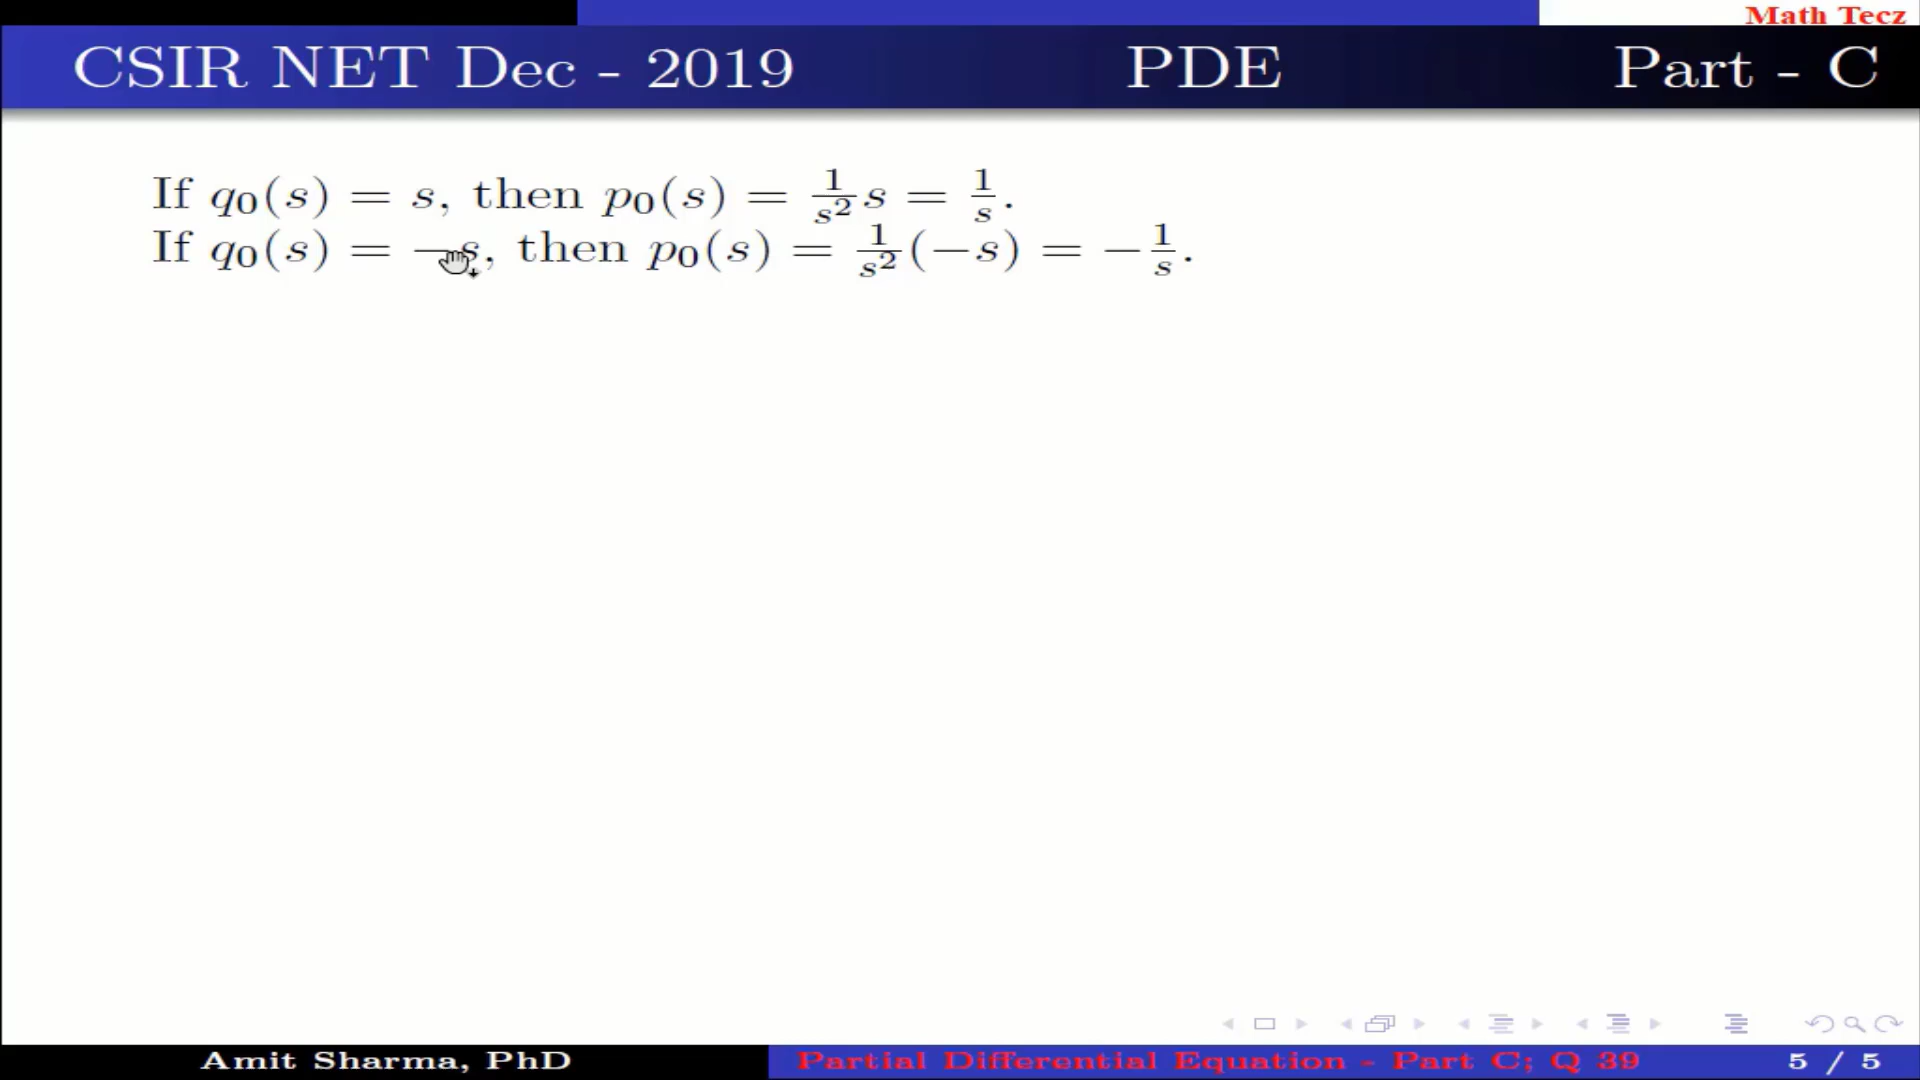 Math Tecz
CSIR NET Dec - 2019 PDE Part - C
If q₀(s) = s, then p₀(s) = 1/s² s = 1/s.
If q₀(s) = −s, then p₀(s) = 1/s² (−s) = −1/s.
Amit Sharma, PhD Partial Differential Equation - Part C; Q 39 5 / 5